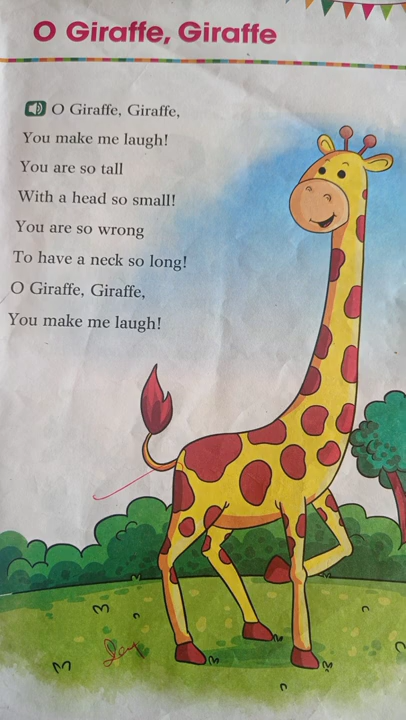 O Giraffe, Giraffe
O Giraffe, Giraffe,
You make me laugh!
You are so tall
With a head so small!
You are so wrong
To have a neck so long!
O Giraffe, Giraffe,
You make me laugh!